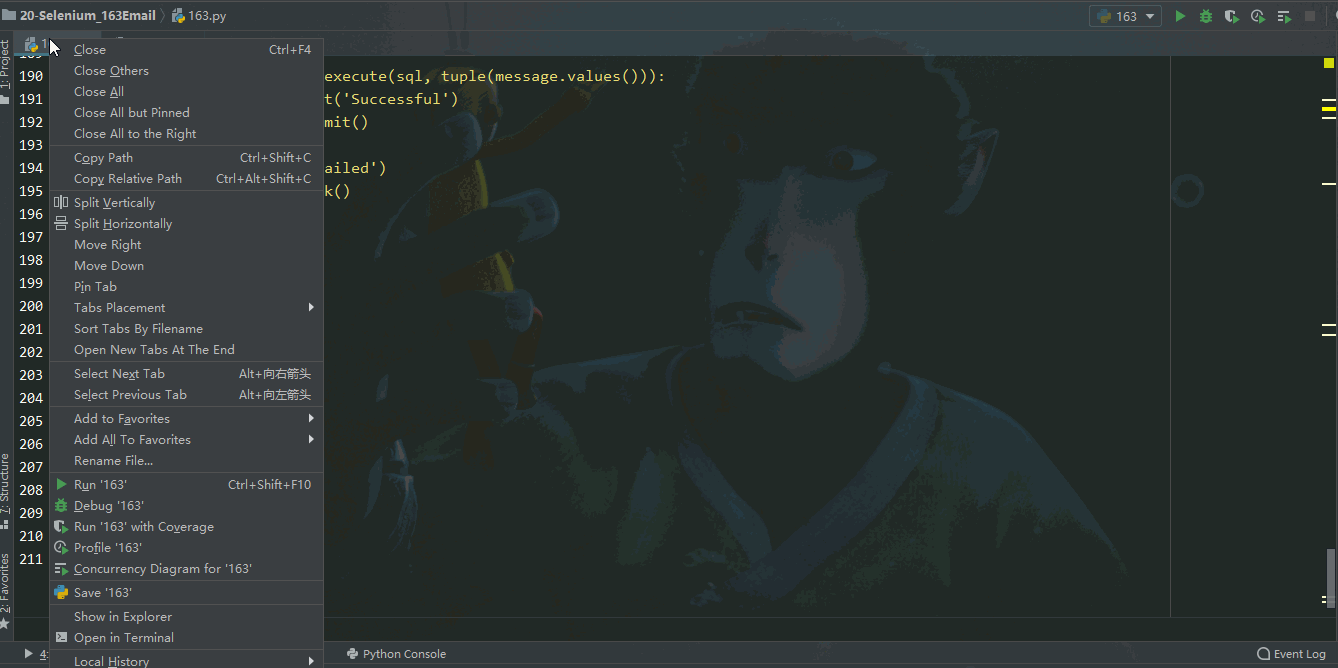 20-Selenium_163Email 163.py 163
1: Project
Close Ctrl+F4
Close Others
Close All
Close All but Pinned
Close All to the Right
Copy Path Ctrl+Shift+C
Copy Relative Path Ctrl+Alt+Shift+C
Split Vertically
Split Horizontally
Move Right
Move Down
Pin Tab
Tabs Placement
Sort Tabs By Filename
Open New Tabs At The End
Select Next Tab Alt+向右箭头
Select Previous Tab Alt+向左箭头
Add to Favorites
Add All To Favorites
Rename File...
Run '163' Ctrl+Shift+F10
Debug '163'
Run '163' with Coverage
Profile '163'
Concurrency Diagram for '163'
Save '163'
Show in Explorer
Open in Terminal
Local History
190 execute(sql, tuple(message.values())):
191 t('Successful')
192 mit()
193
194 ailed')
195 k()
196
197
198
199
200
201
202
203
204
205
206
207
208
209
210
211
7: Structure
2: Favorites
4:
Python Console
Event Log